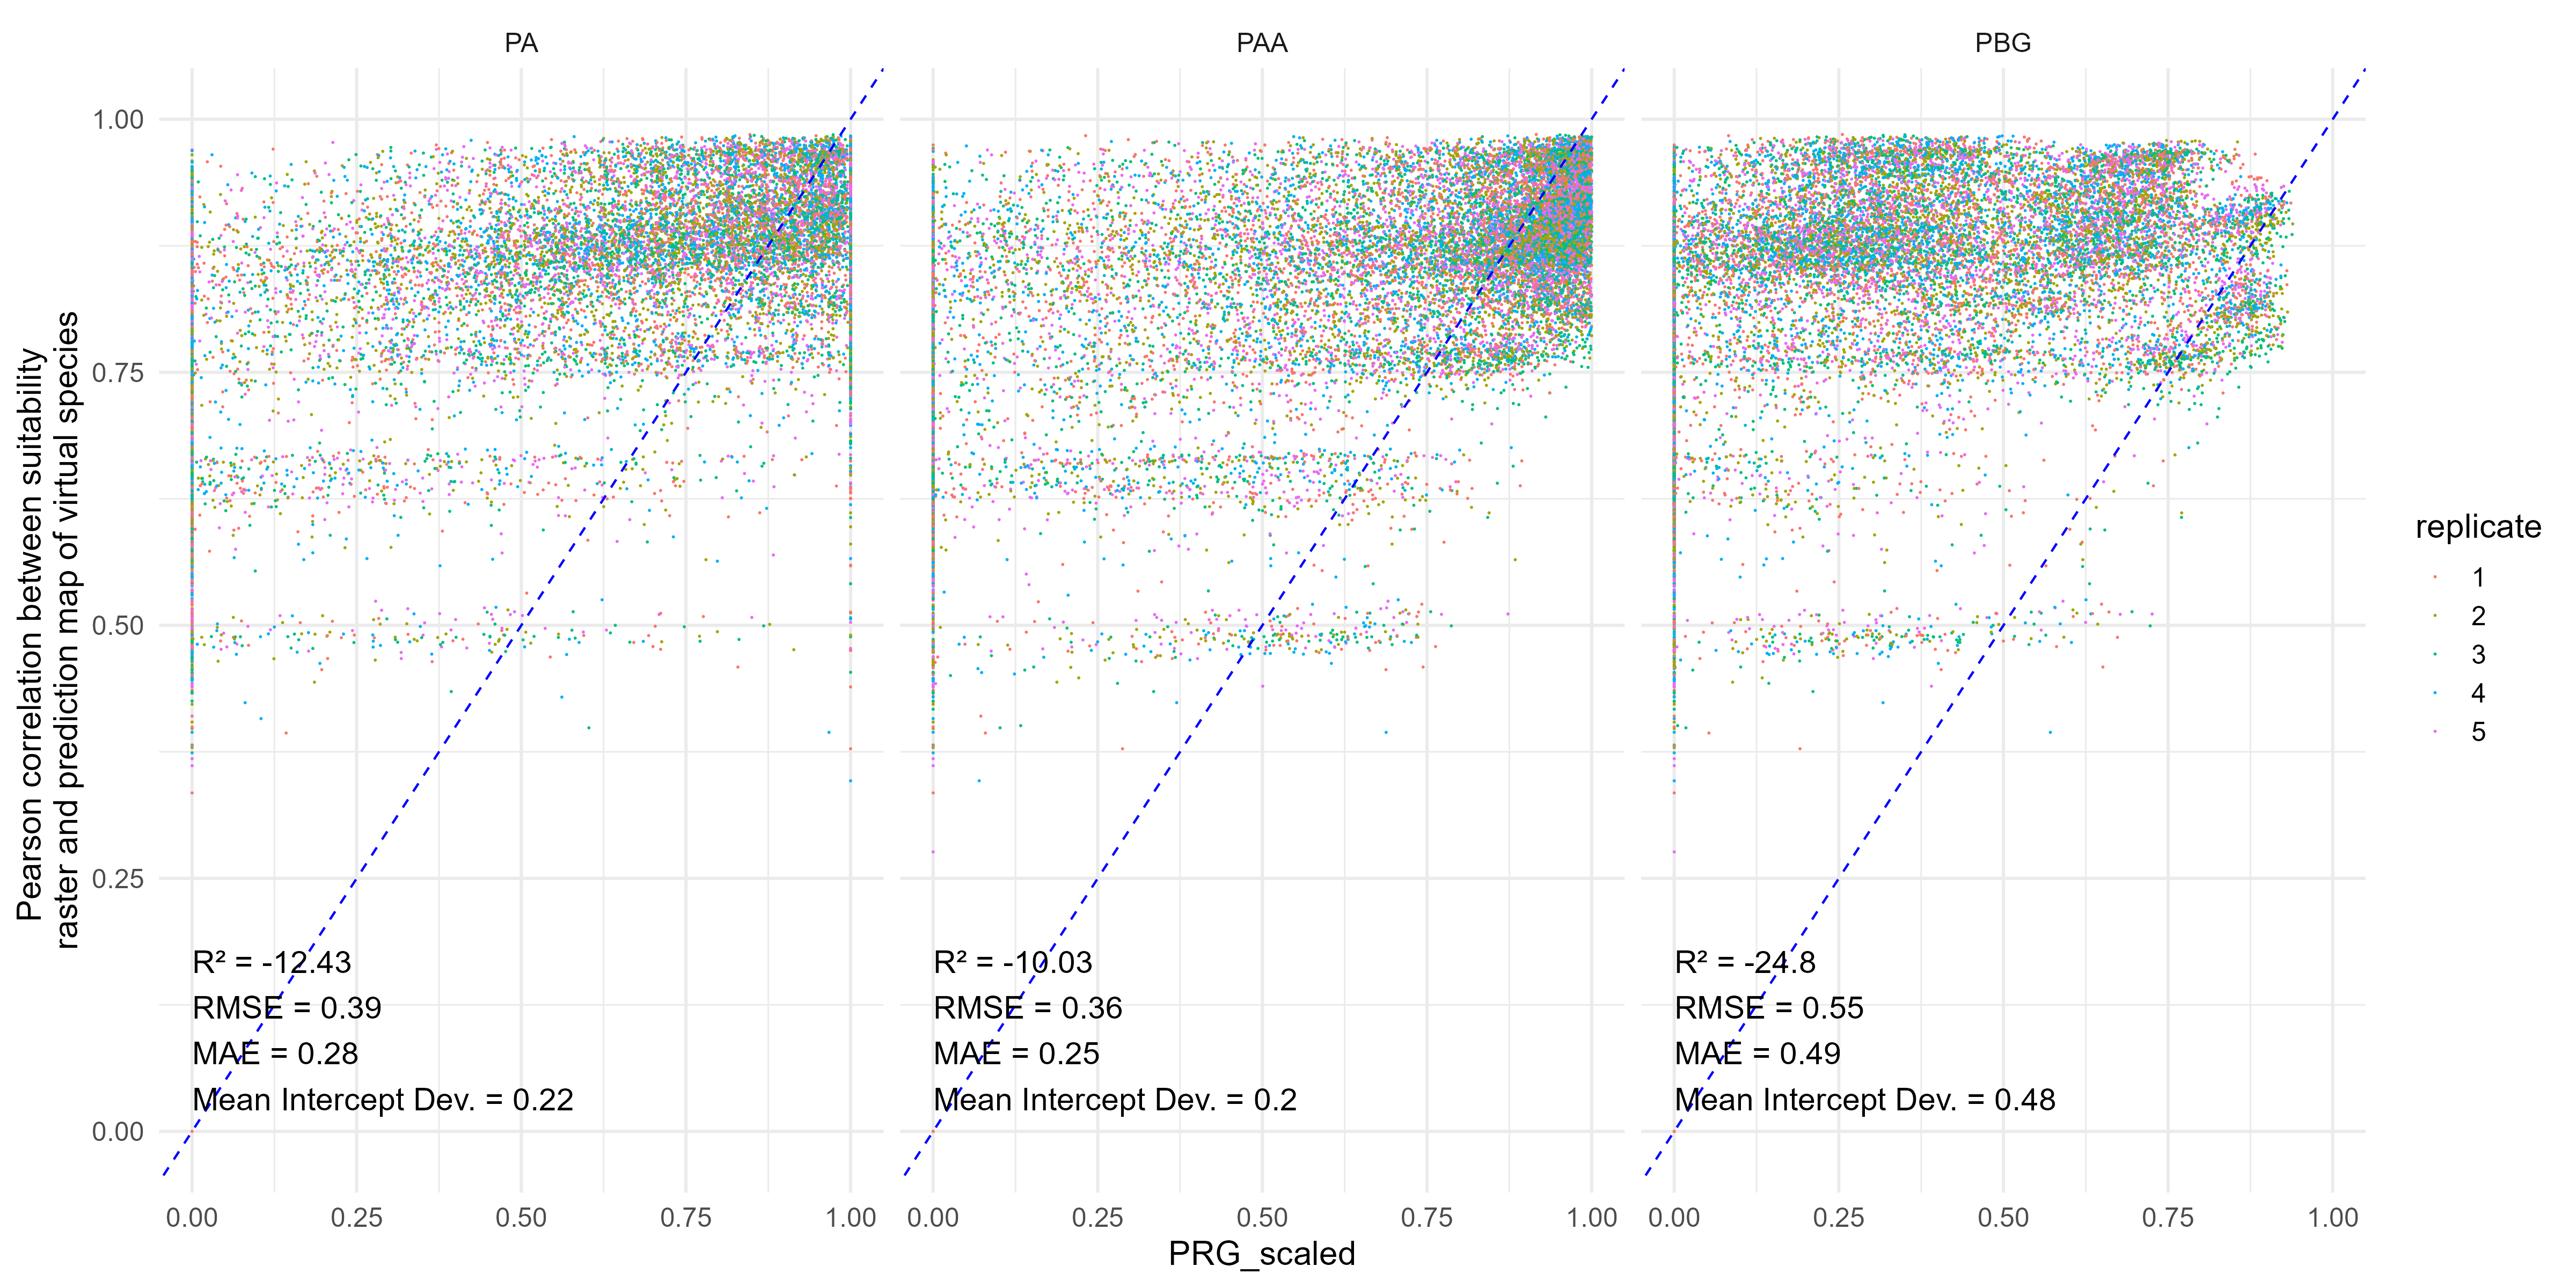 PA
PAA
PBG
Pearson correlation between suitability
raster and prediction map of virtual species
1.00
0.75
0.50
0.25
0.00
R² = -12.43
RMSE = 0.39
MAE = 0.28
Mean Intercept Dev. = 0.22
R² = -10.03
RMSE = 0.36
MAE = 0.25
Mean Intercept Dev. = 0.2
R² = -24.8
RMSE = 0.55
MAE = 0.49
Mean Intercept Dev. = 0.48
0.00 0.25 0.50 0.75 1.00
0.00 0.25 0.50 0.75 1.00
0.00 0.25 0.50 0.75 1.00
PRG_scaled
replicate
1
2
3
4
5